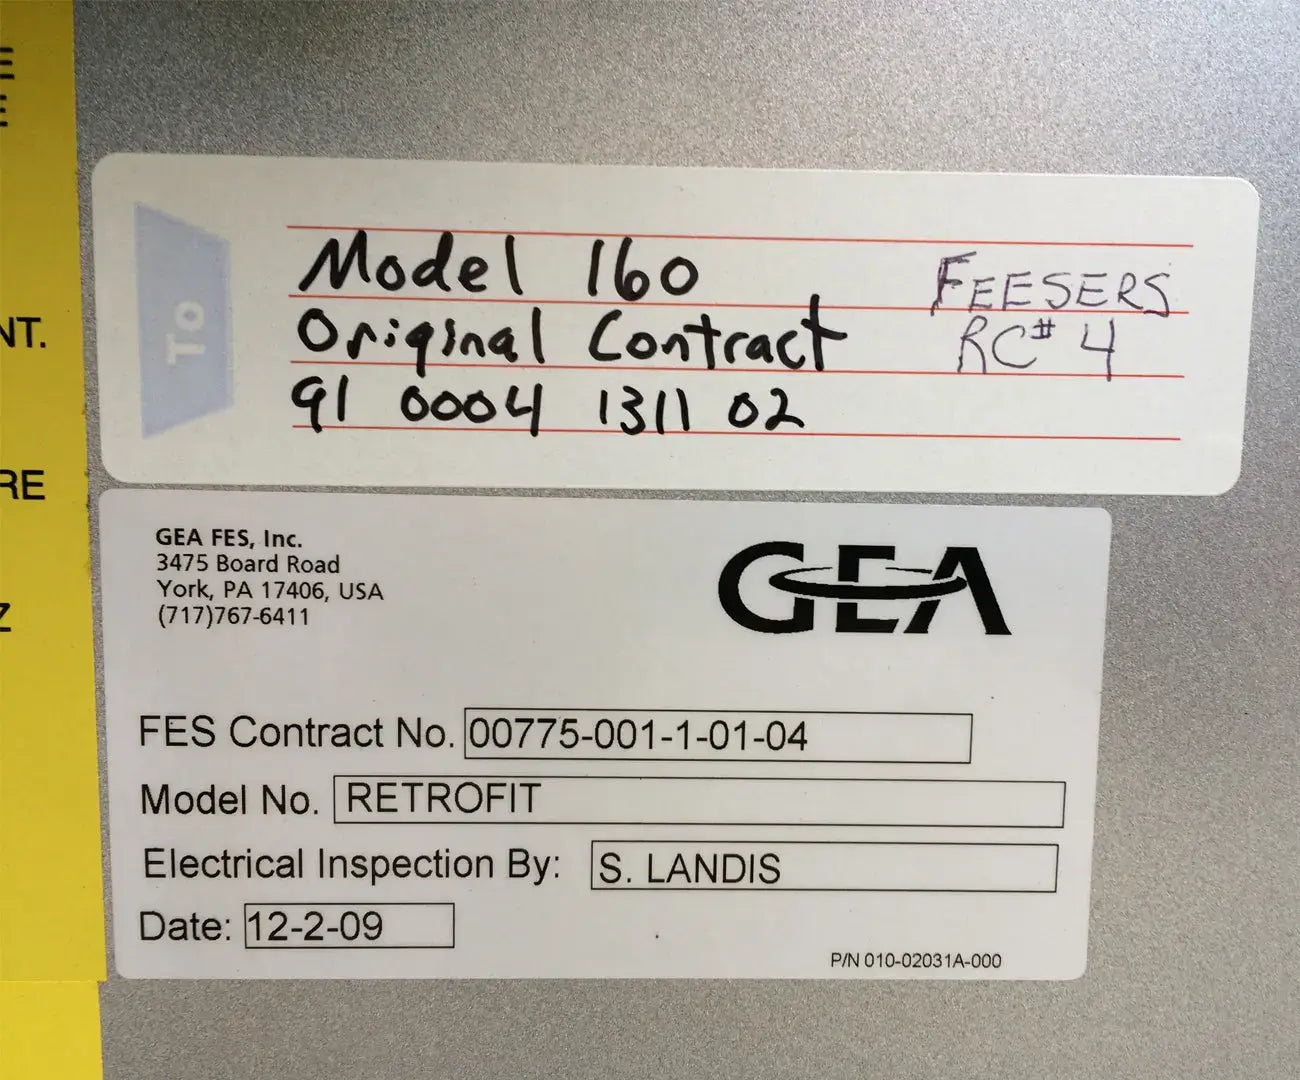 E
E
NT.
RE
Z
To
Model 160
Original Contract
91 0004 1311 02
FEESERS
RC# 4
GEA FES, Inc.
3475 Board Road
York, PA 17406, USA
(717)767-6411
GEA
FES Contract No. 00775-001-1-01-04
Model No. RETROFIT
Electrical Inspection By: S. LANDIS
Date: 12-2-09
P/N 010-02031A-000